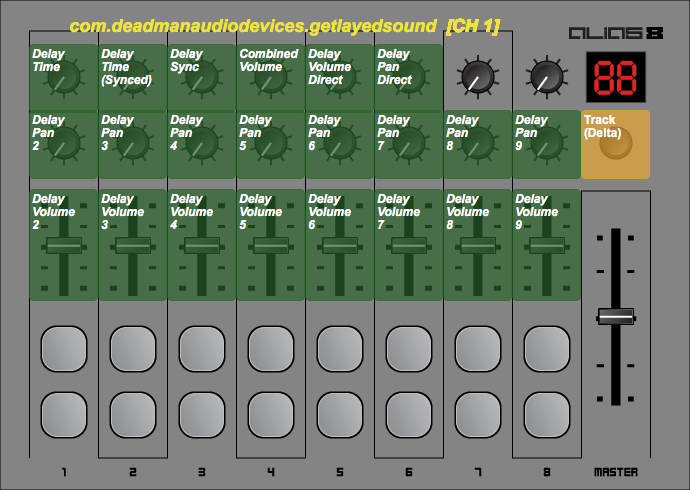 com.deadmanaudiodevices.getlayedsound [CH 1]
ALIAS 8
Delay
Time
Delay
Time
(Synced)
Delay
Sync
Combined
Volume
Delay
Volume
Direct
Delay
Pan
Direct
88
Delay
Pan
2
Delay
Pan
3
Delay
Pan
4
Delay
Pan
5
Delay
Pan
6
Delay
Pan
7
Delay
Pan
8
Delay
Pan
9
Track
(Delta)
Delay
Volume
2
Delay
Volume
3
Delay
Volume
4
Delay
Volume
5
Delay
Volume
6
Delay
Volume
7
Delay
Volume
8
Delay
Volume
9
1 2 3 4 5 6 7 8 MASTER